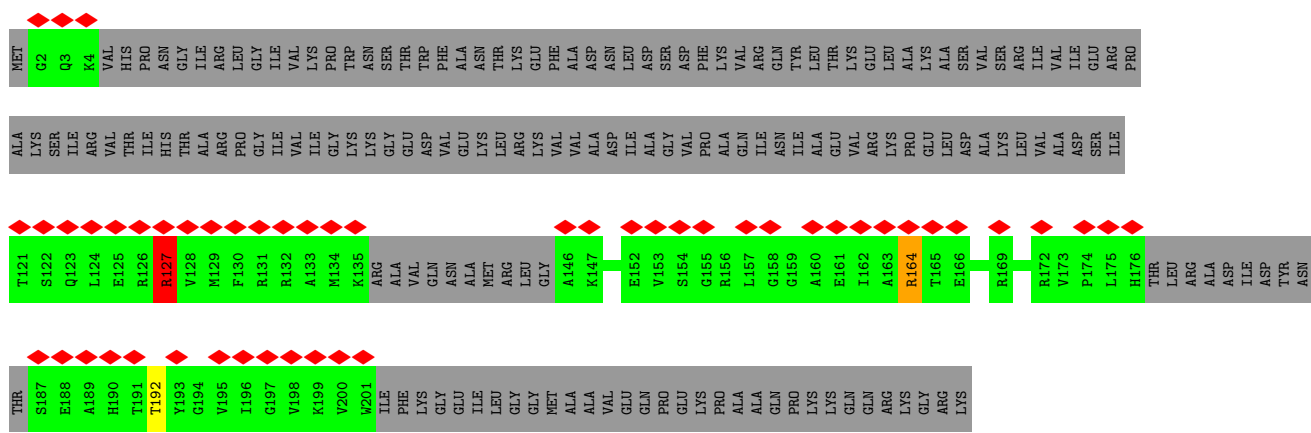 MET G2 Q3 K4 VAL HIS PRO ASN GLY ILE ARG LEU GLY ILE VAL LYS PRO TRP ASN SER THR TRP PHE ALA ASN THR LYS GLU PHE ALA ASP ASN LEU ASP SER ASP PHE LYS VAL ARG GLN TYR LEU THR LYS GLU LEU ALA LYS ALA SER VAL SER ARG ILE VAL ILE GLU ARG PRO
ALA LYS SER ILE ARG VAL THR ILE HIS THR ALA ARG PRO GLY ILE VAL ILE GLY LYS LYS GLY GLU ASP VAL GLU LYS LEU ARG LYS VAL VAL ALA ASP ILE ALA GLY VAL PRO ALA GLN ILE ASN ILE ALA GLU VAL ARG LYS PRO GLU LEU ASP ALA LYS LEU VAL ALA ASP SER ILE
T121 S122 Q123 L124 E125 R126 R127 V128 M129 F130 R131 R132 A133 M134 K135 ARG ALA VAL GLN ASN ALA MET ARG LEU GLY A146 K147 E152 V153 S154 G155 R156 L157 G158 G159 A160 E161 I162 A163 R164 T165 E166 R169 R172 V173 P174 L175 H176 THR LEU ARG ALA ASP ILE ASP TYR ASN
THR S187 E188 A189 H190 T191 T192 Y193 G194 V195 I196 G197 V198 K199 V200 W201 ILE PHE LYS GLY GLU ILE LEU GLY GLY MET ALA ALA VAL GLU GLN PRO GLU LYS PRO ALA ALA GLN PRO LYS LYS GLN GLN ARG LYS GLY ARG LYS